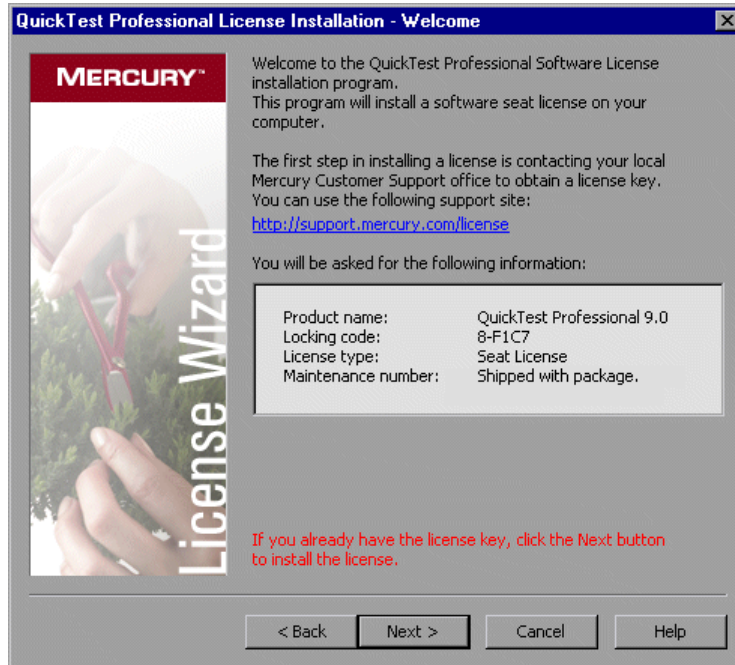 QuickTest Professional License Installation - Welcome
MERCURY™
License Wizard
Welcome to the QuickTest Professional Software License
installation program.
This program will install a software seat license on your
computer.
The first step in installing a license is contacting your local
Mercury Customer Support office to obtain a license key.
You can use the following support site:
http://support.mercury.com/license
You will be asked for the following information:
Product name: QuickTest Professional 9.0
Locking code: 8-F1C7
License type: Seat License
Maintenance number: Shipped with package.
If you already have the license key, click the Next button
to install the license.
< Back Next > Cancel Help